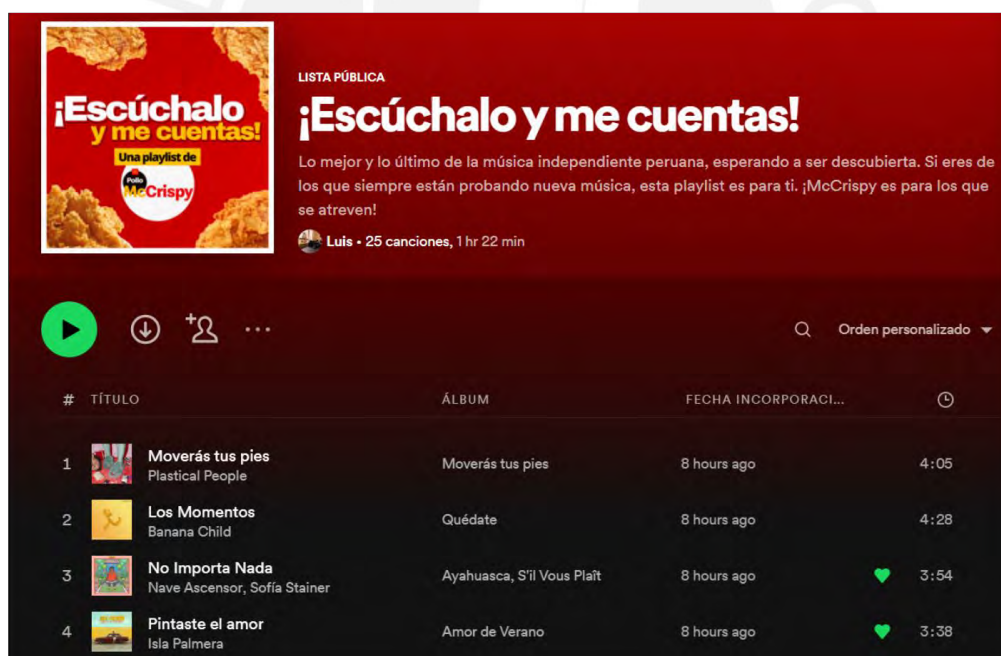 ¡Escúchalo
y me cuentas!
Una playlist de
Pollo
McCrispy
LISTA PÚBLICA
¡Escúchalo y me cuentas!
Lo mejor y lo último de la música independiente peruana, esperando a ser descubierta. Si eres de
los que siempre están probando nueva música, esta playlist es para ti. ¡McCrispy es para los que
se atreven!
Luis • 25 canciones, 1 hr 22 min
Orden personalizado
# TÍTULO ÁLBUM FECHA INCORPORACI...
1 Moverás tus pies Moverás tus pies 8 hours ago 4:05
Plastical People
2 Los Momentos Quédate 8 hours ago 4:28
Banana Child
3 No Importa Nada Ayahuasca, S'il Vous Plaît 8 hours ago 3:54
Nave Ascensor, Sofía Stainer
4 Pintaste el amor Amor de Verano 8 hours ago 3:38
Isla Palmera